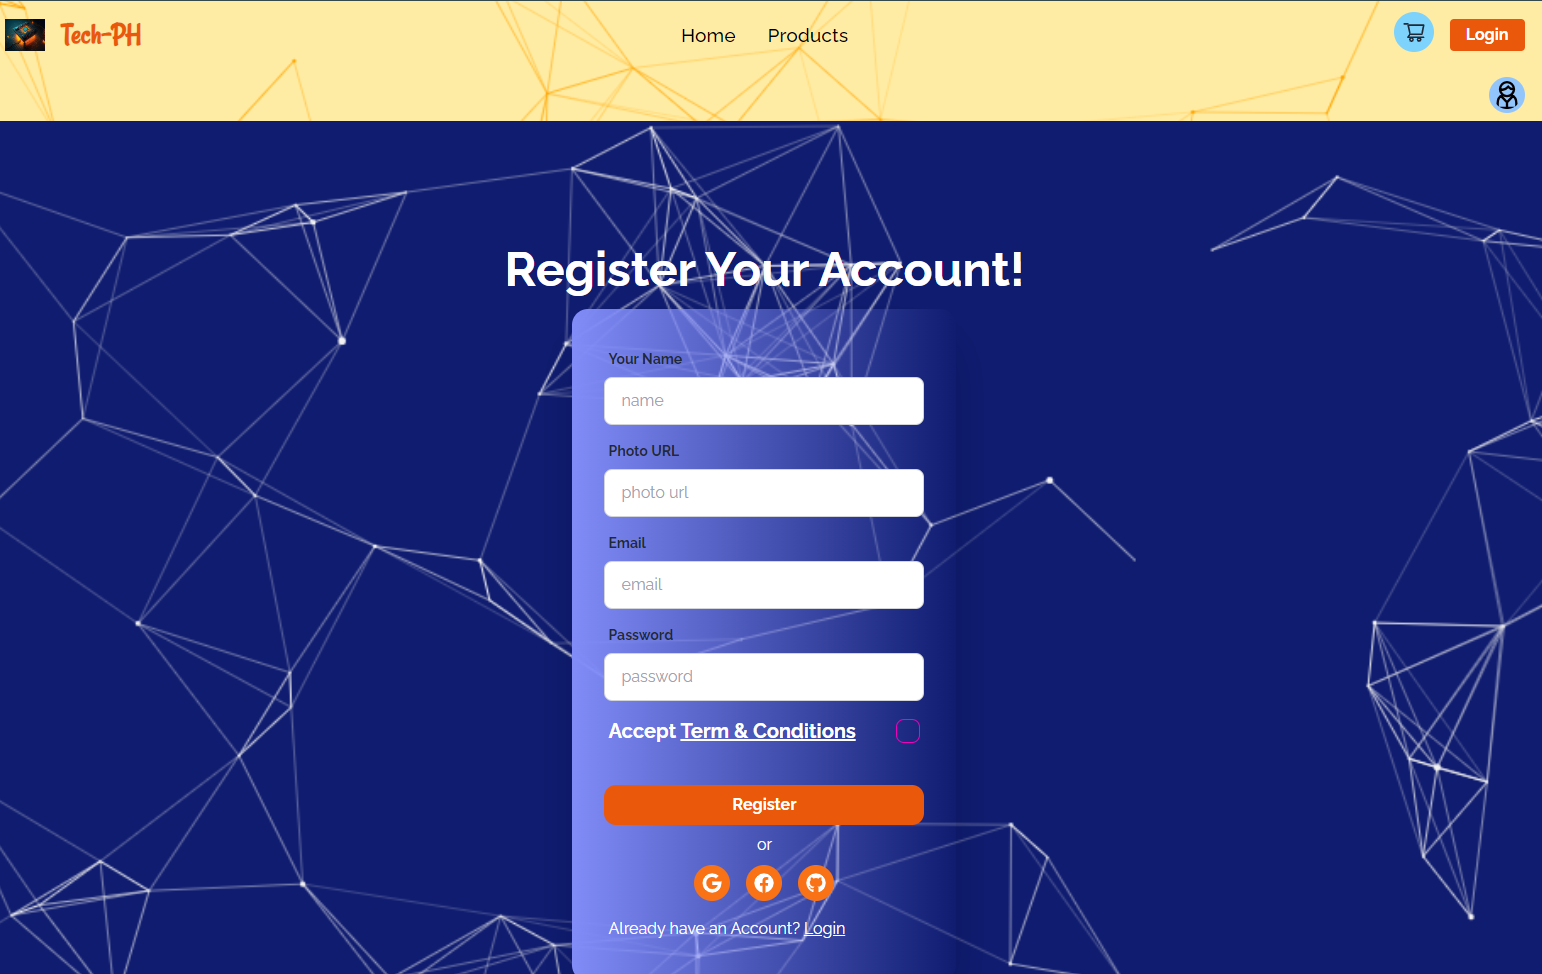 Tech-PH
Home
Products
Login
Register Your Account!
Your Name
name
Photo URL
photo url
Email
email
Password
password
Accept Term & Conditions
Register
or
Already have an Account? Login